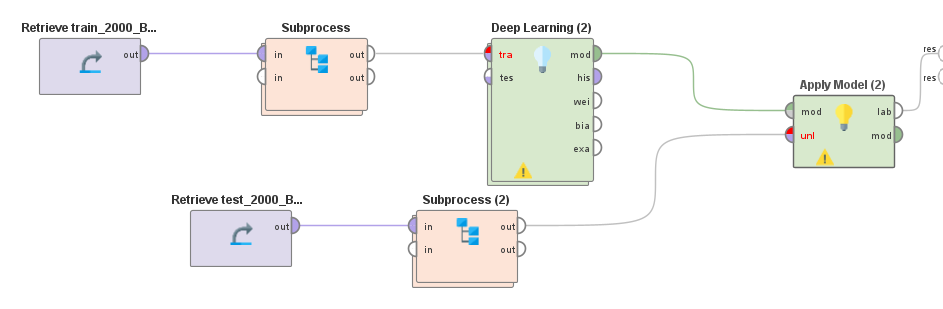 Retrieve train_2000_B...
out
Subprocess
in
out
in
out
Deep Learning (2)
tra
mod
tes
his
wei
bia
exa
Apply Model (2)
mod
lab
unl
mod
res
res
Retrieve test_2000_B...
out
Subprocess (2)
in
out
in
out